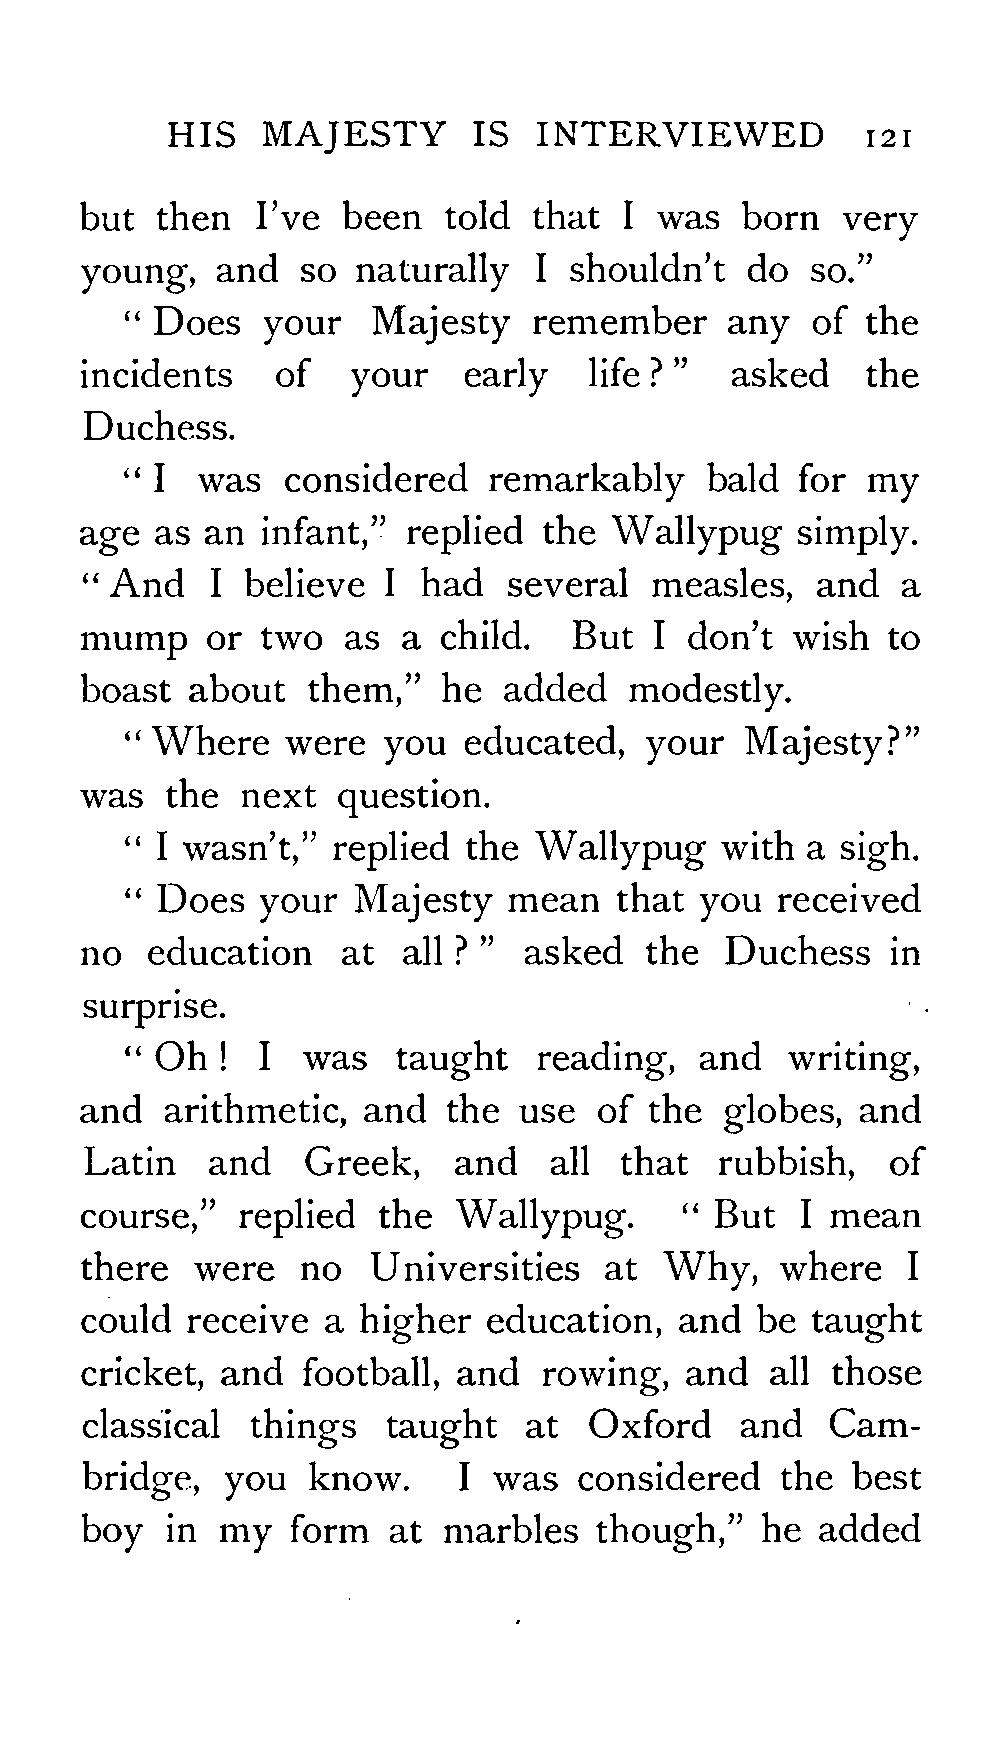 HIS MAJESTY IS INTERVIEWED 121
but then I've been told that I was born very
young, and so naturally I shouldn't do so."
" Does your Majesty remember any of the
incidents of your early life ? " asked the
Duchess.
" I was considered remarkably bald for my
age as an infant," replied the Wallypug simply.
" And I believe I had several measles, and a
mump or two as a child. But I don't wish to
boast about them," he added modestly.
" Where were you educated, your Majesty?"
was the next question.
" I wasn't," replied the Wallypug with a sigh.
" Does your Majesty mean that you received
no education at all ? " asked the Duchess in
surprise.
" Oh ! I was taught reading, and writing,
and arithmetic, and the use of the globes, and
Latin and Greek, and all that rubbish, of
course," replied the Wallypug. " But I mean
there were no Universities at Why, where I
could receive a higher education, and be taught
cricket, and football, and rowing, and all those
classical things taught at Oxford and Cam-
bridge, you know. I was considered the best
boy in my form at marbles though," he added